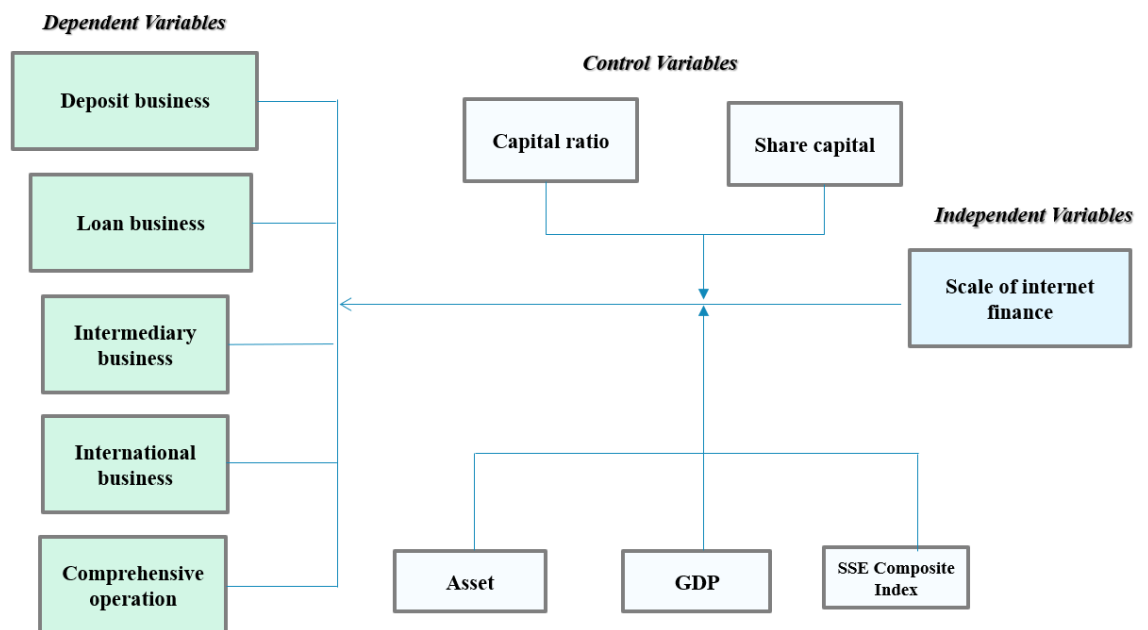 Dependent Variables
Deposit business
Loan business
Intermediary
business
International
business
Comprehensive
operation
Control Variables
Capital ratio
Share capital
Independent Variables
Scale of internet
finance
Asset
GDP
SSE Composite
Index